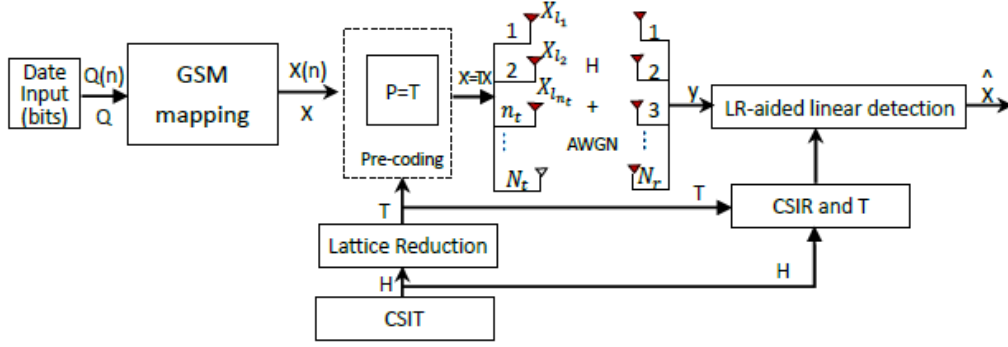 Date
Input
(bits)
Q(n)
Q
GSM
mapping
X(n)
X
P=T
Pre-coding
X=TX
1
2
n_t
⋮
N_t
X_{l_1}
X_{l_2}
X_{l_{n_t}}
H
+
AWGN
1
2
3
⋮
N_r
y
LR-aided linear detection
^
X
T
T
CSIR and T
Lattice Reduction
H
H
CSIT